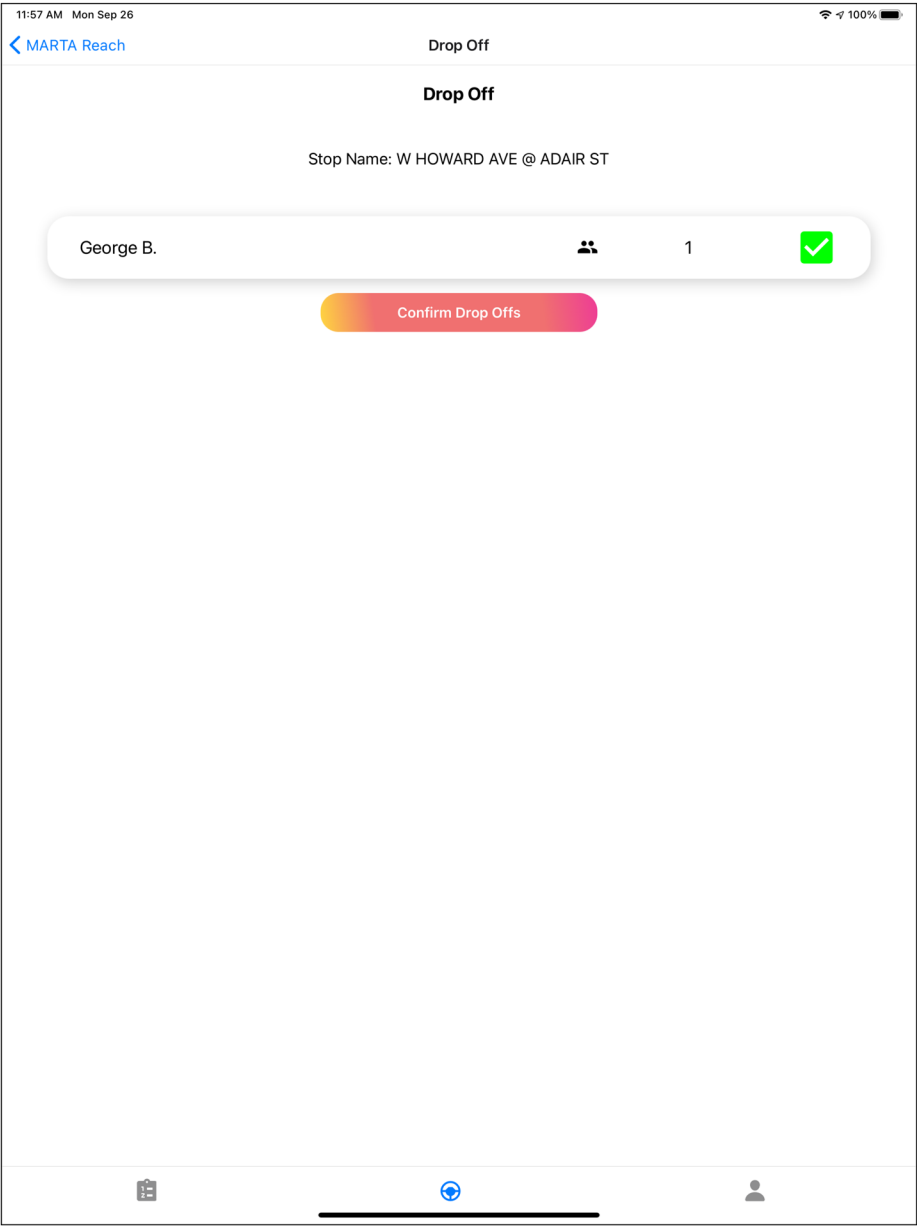 11:57 AM Mon Sep 26 100%
MARTA Reach Drop Off
Drop Off
Stop Name: W HOWARD AVE @ ADAIR ST
George B. 1
Confirm Drop Offs